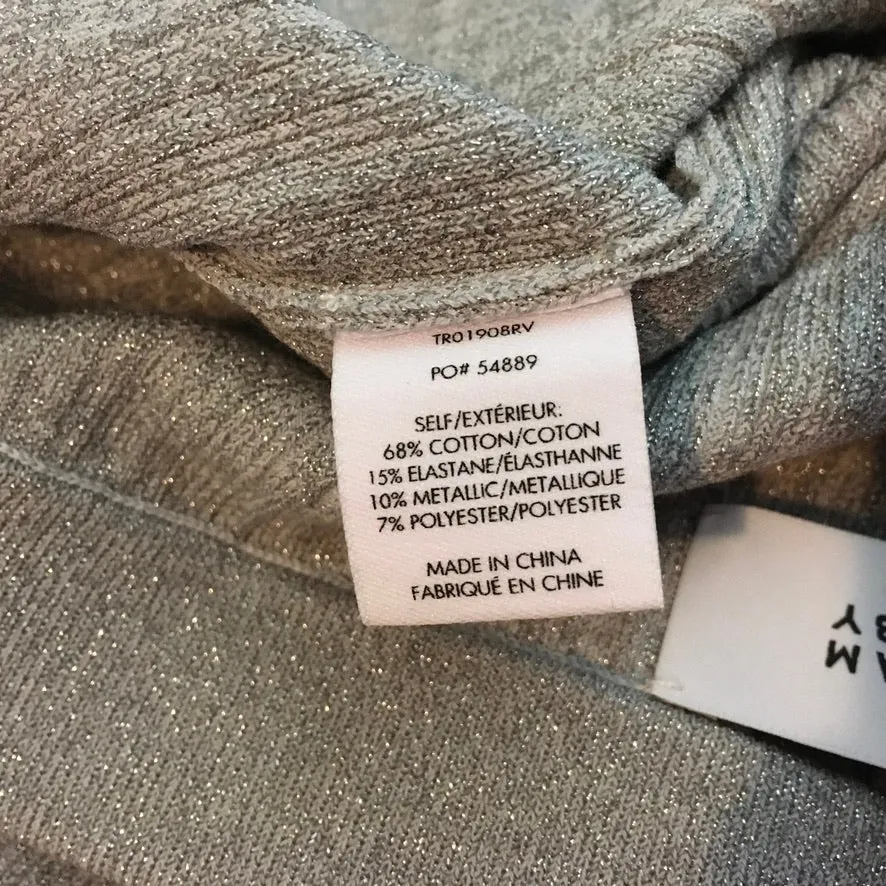 TR01908RV
PO# 54889
SELF/EXTÉRIEUR:
68% COTTON/COTON
15% ELASTANE/ÉLASTHANNE
10% METALLIC/METALLIQUE
7% POLYESTER/POLYESTER
MADE IN CHINA
FABRIQUÉ EN CHINE